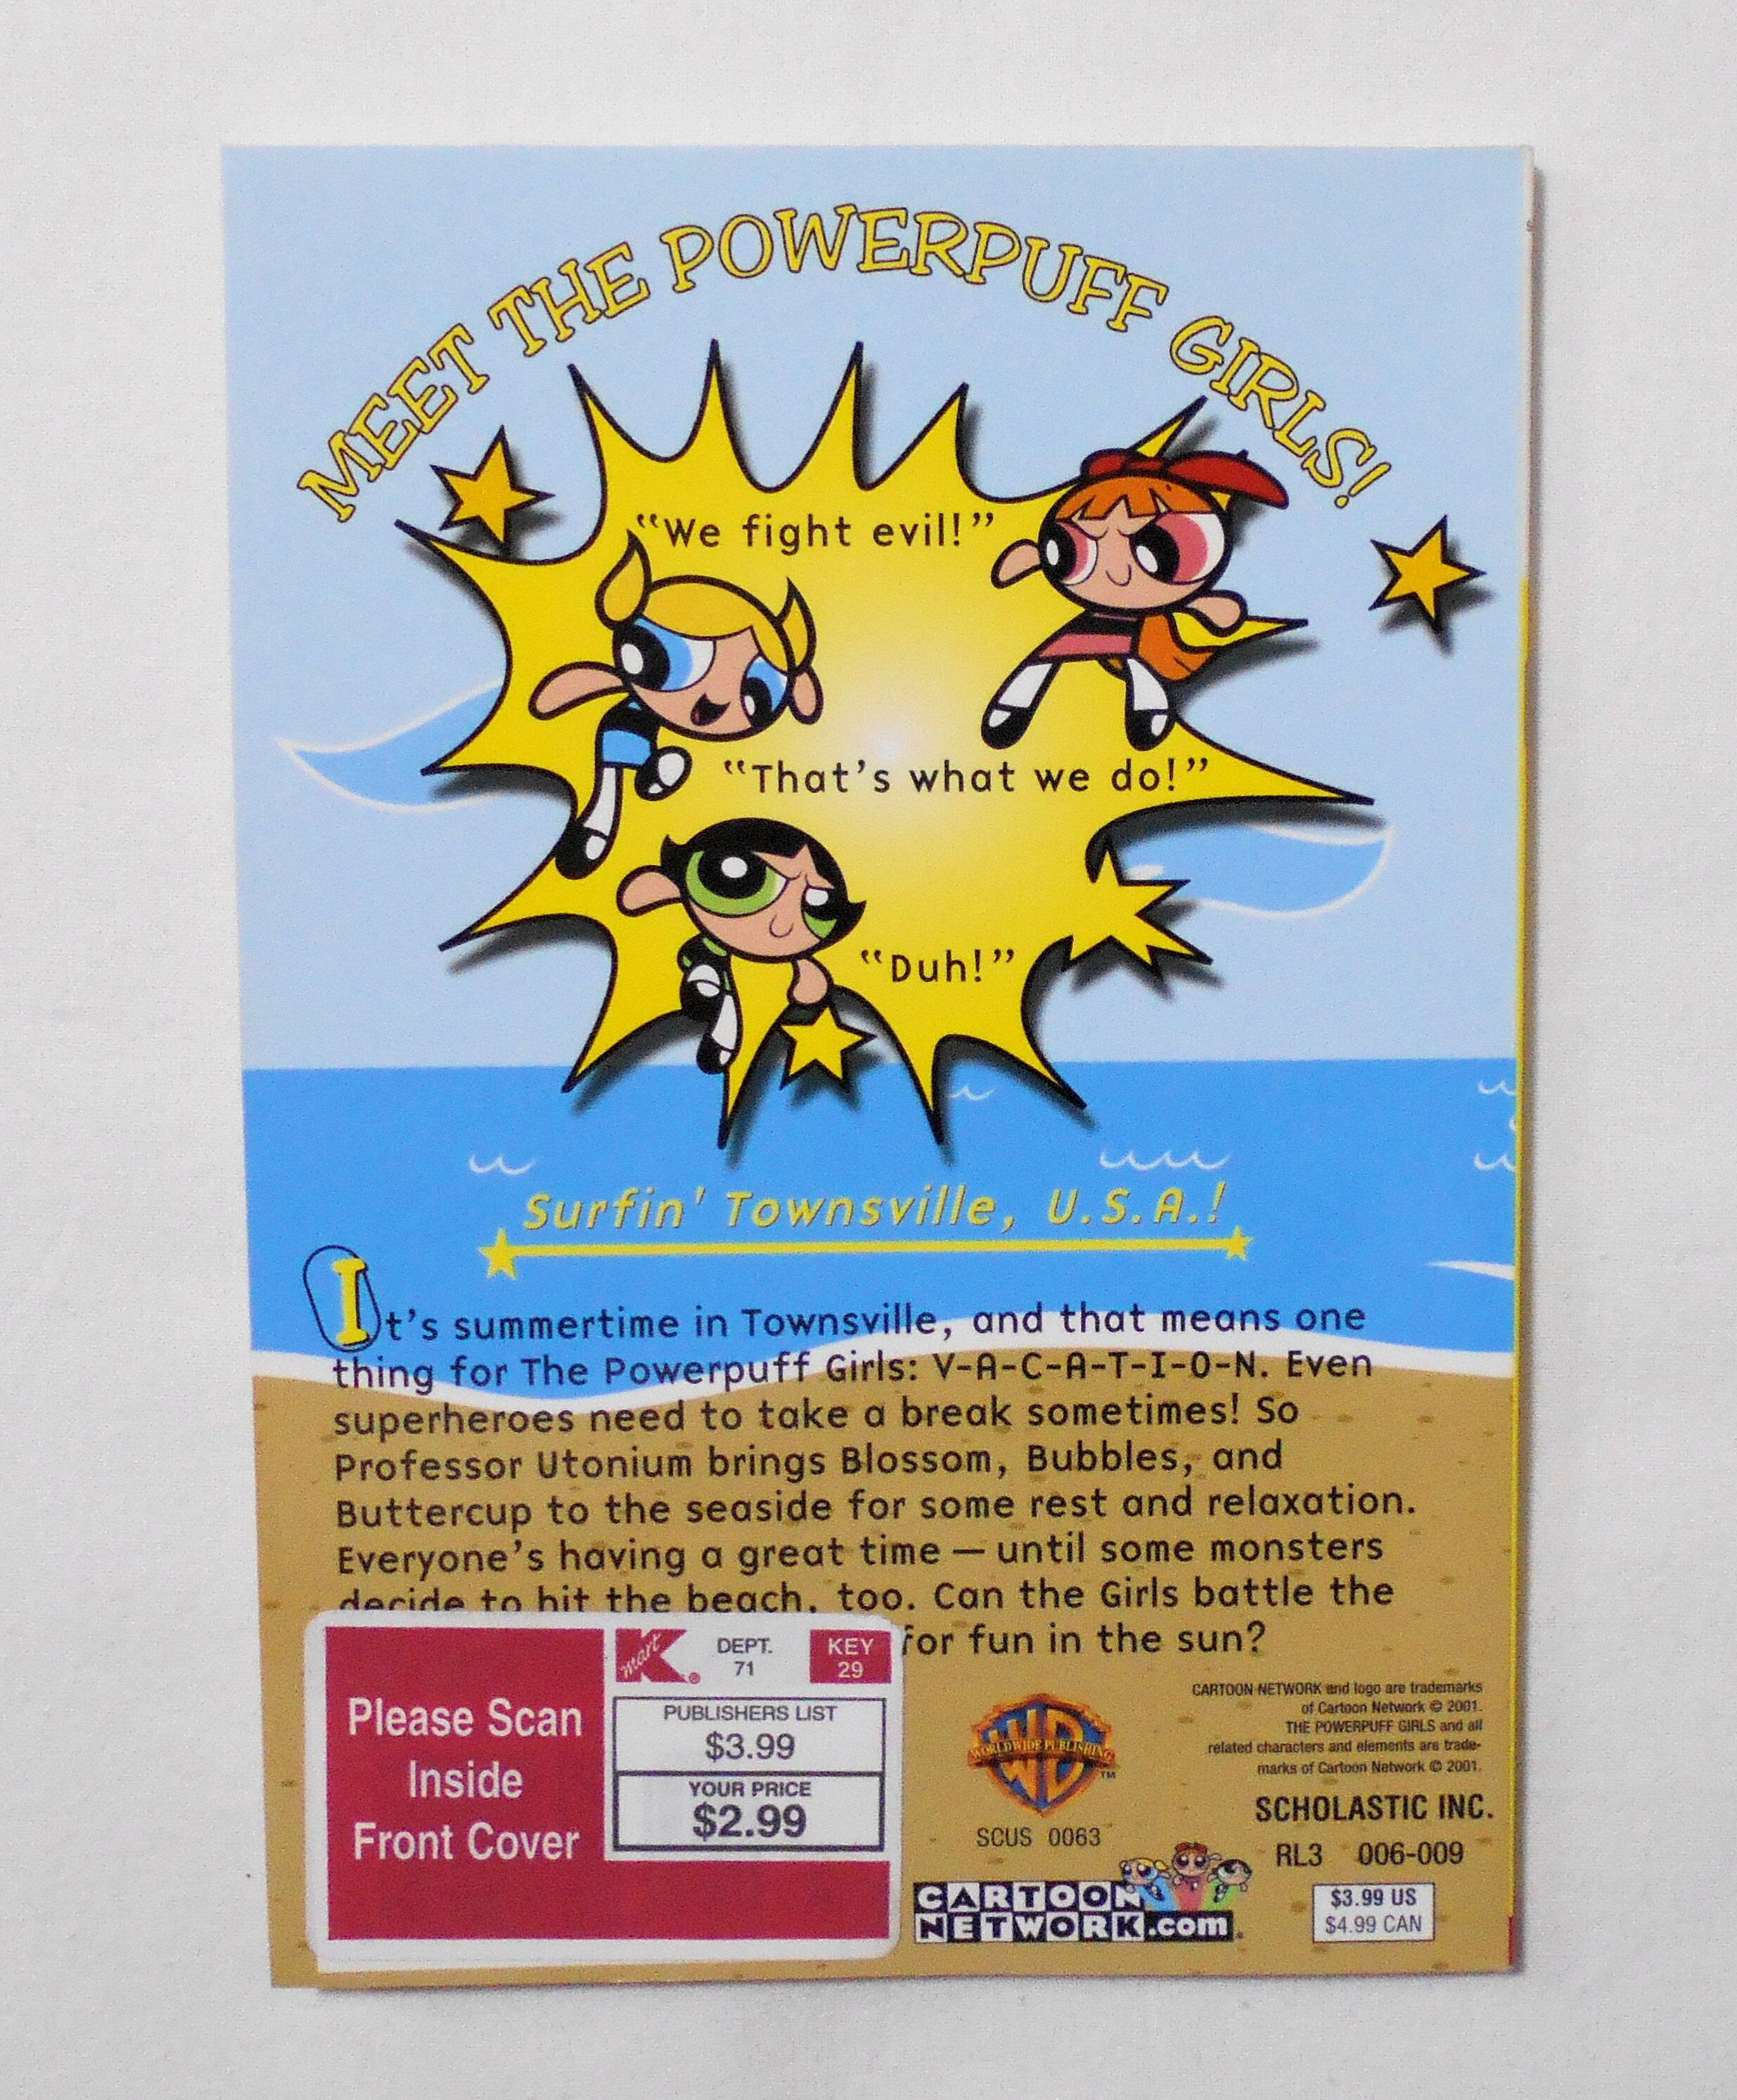 MEET THE POWERPUFF GIRLS!
“We fight evil!”
“That’s what we do!”
“Duh!”
Surfin' Townsville, U.S.A.!
It’s summertime in Townsville, and that means one
thing for The Powerpuff Girls: V-A-C-A-T-I-O-N. Even
superheroes need to take a break sometimes! So
Professor Utonium brings Blossom, Bubbles, and
Buttercup to the seaside for some rest and relaxation.
Everyone’s having a great time — until some monsters
decide to hit the beach, too. Can the Girls battle the
for fun in the sun?
Please Scan
Inside
Front Cover
Kmart®
DEPT.
71
KEY
29
PUBLISHERS LIST
$3.99
YOUR PRICE
$2.99
WB
WORLDWIDE PUBLISHING
TM
SCUS 0063
CARTOON NETWORK and logo are trademarks
of Cartoon Network © 2001.
THE POWERPUFF GIRLS and all
related characters and elements are trade-
marks of Cartoon Network © 2001.
SCHOLASTIC INC.
RL3 006-009
CARTOON
NETWORK.com
$3.99 US
$4.99 CAN